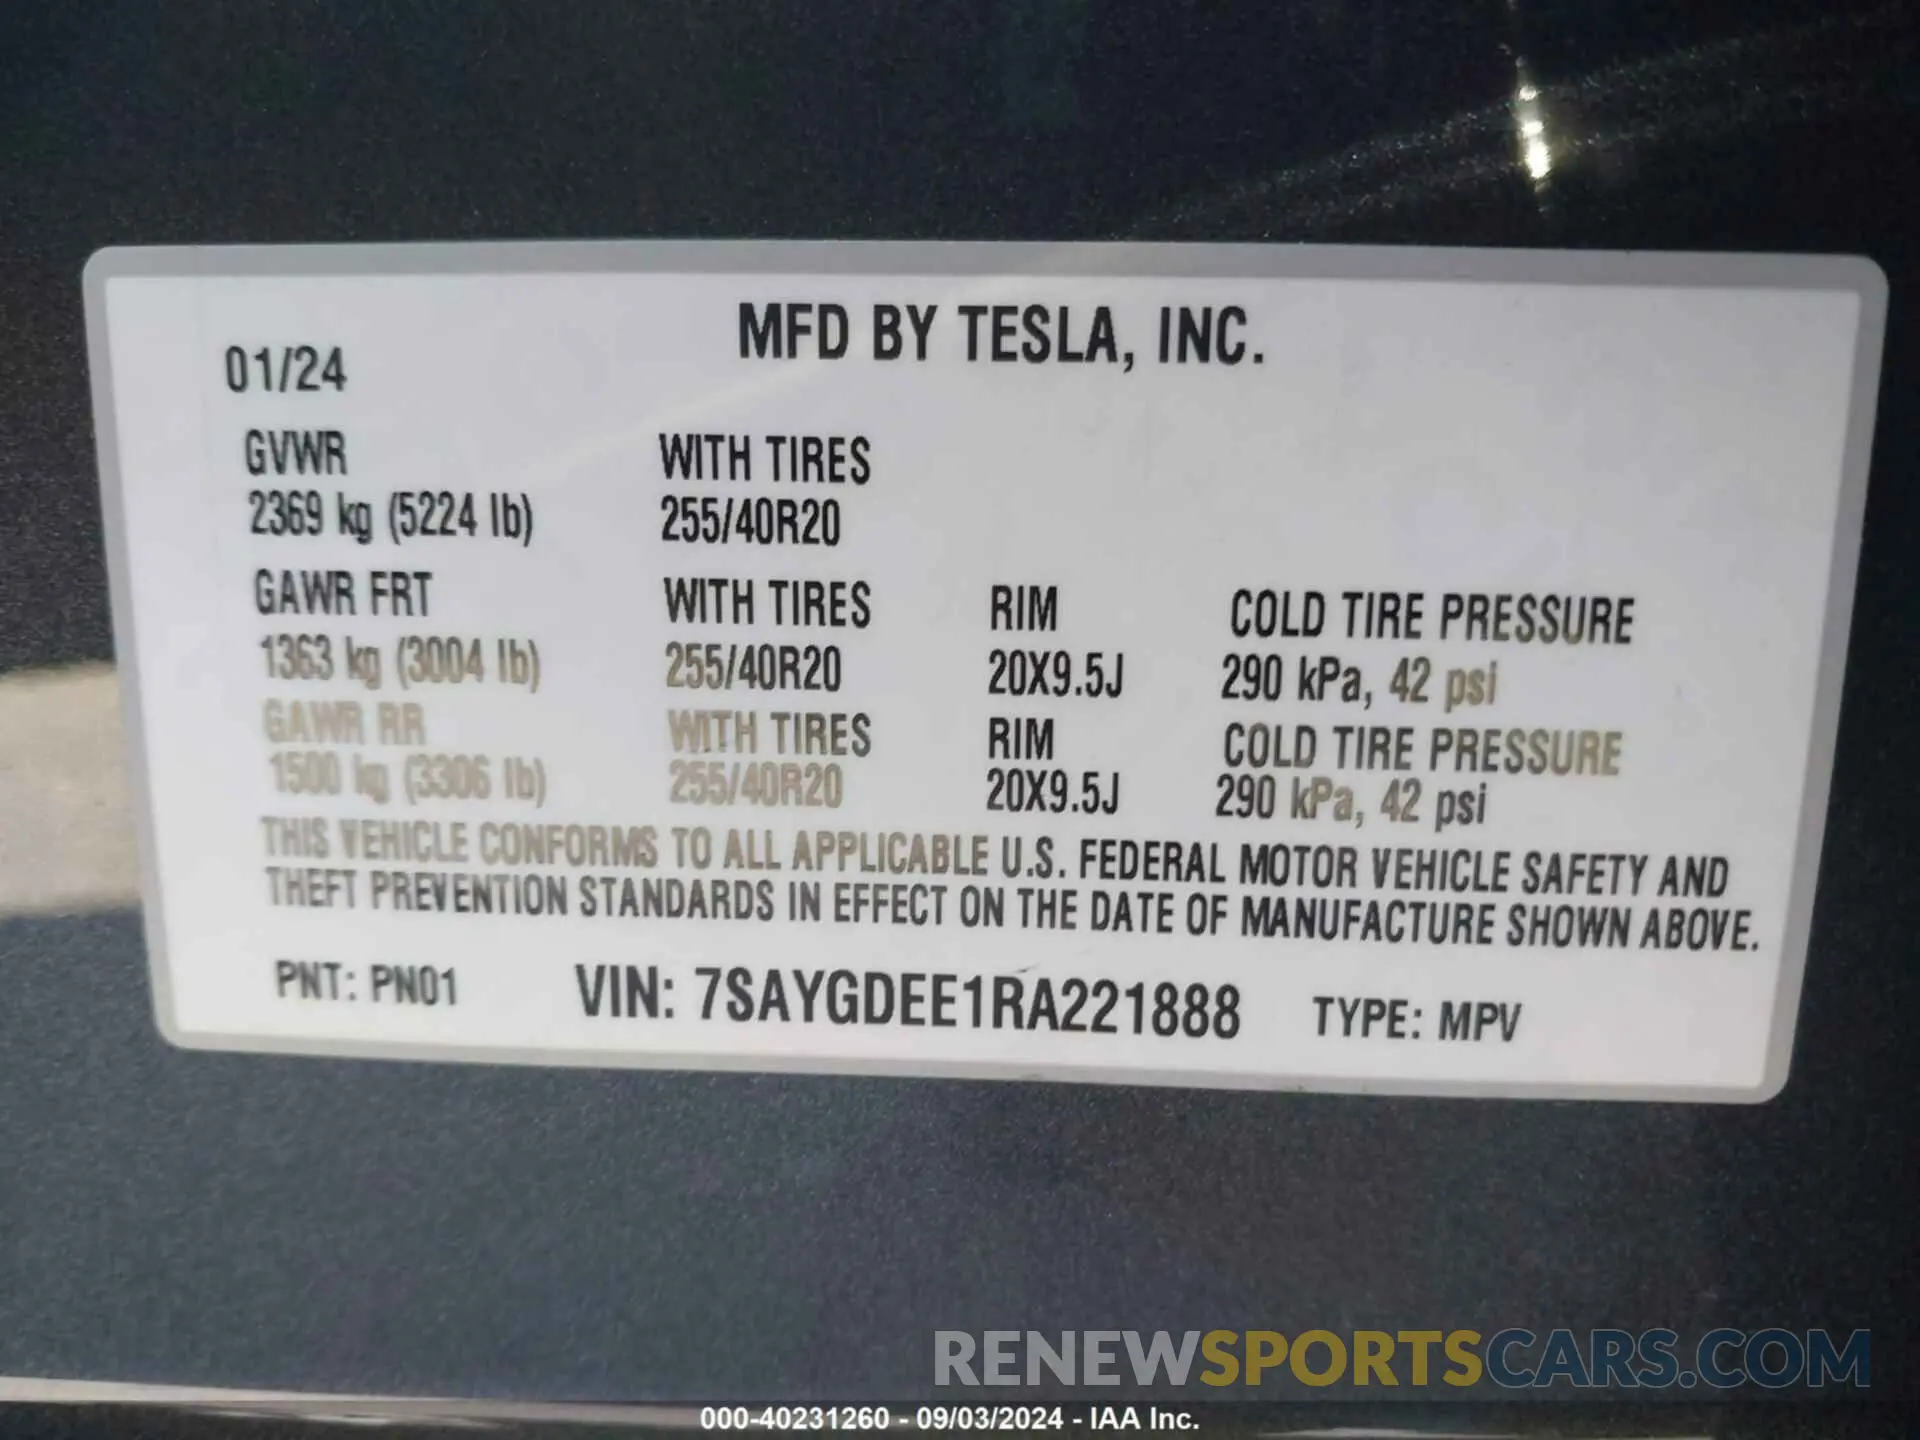 MFD BY TESLA, INC.
01/24
GVWR WITH TIRES
2369 kg (5224 lb) 255/40R20
GAWR FRT WITH TIRES RIM COLD TIRE PRESSURE
1363 kg (3004 lb) 255/40R20 20X9.5J 290 kPa, 42 psi
GAWR RR WITH TIRES RIM COLD TIRE PRESSURE
1500 kg (3306 lb) 255/40R20 20X9.5J 290 kPa, 42 psi
THIS VEHICLE CONFORMS TO ALL APPLICABLE U.S. FEDERAL MOTOR VEHICLE SAFETY AND
THEFT PREVENTION STANDARDS IN EFFECT ON THE DATE OF MANUFACTURE SHOWN ABOVE.
PNT: PN01 VIN: 7SAYGDEE1RA221888 TYPE: MPV
RENEWSPORTSCARS.COM
000-40231260 - 09/03/2024 - IAA Inc.